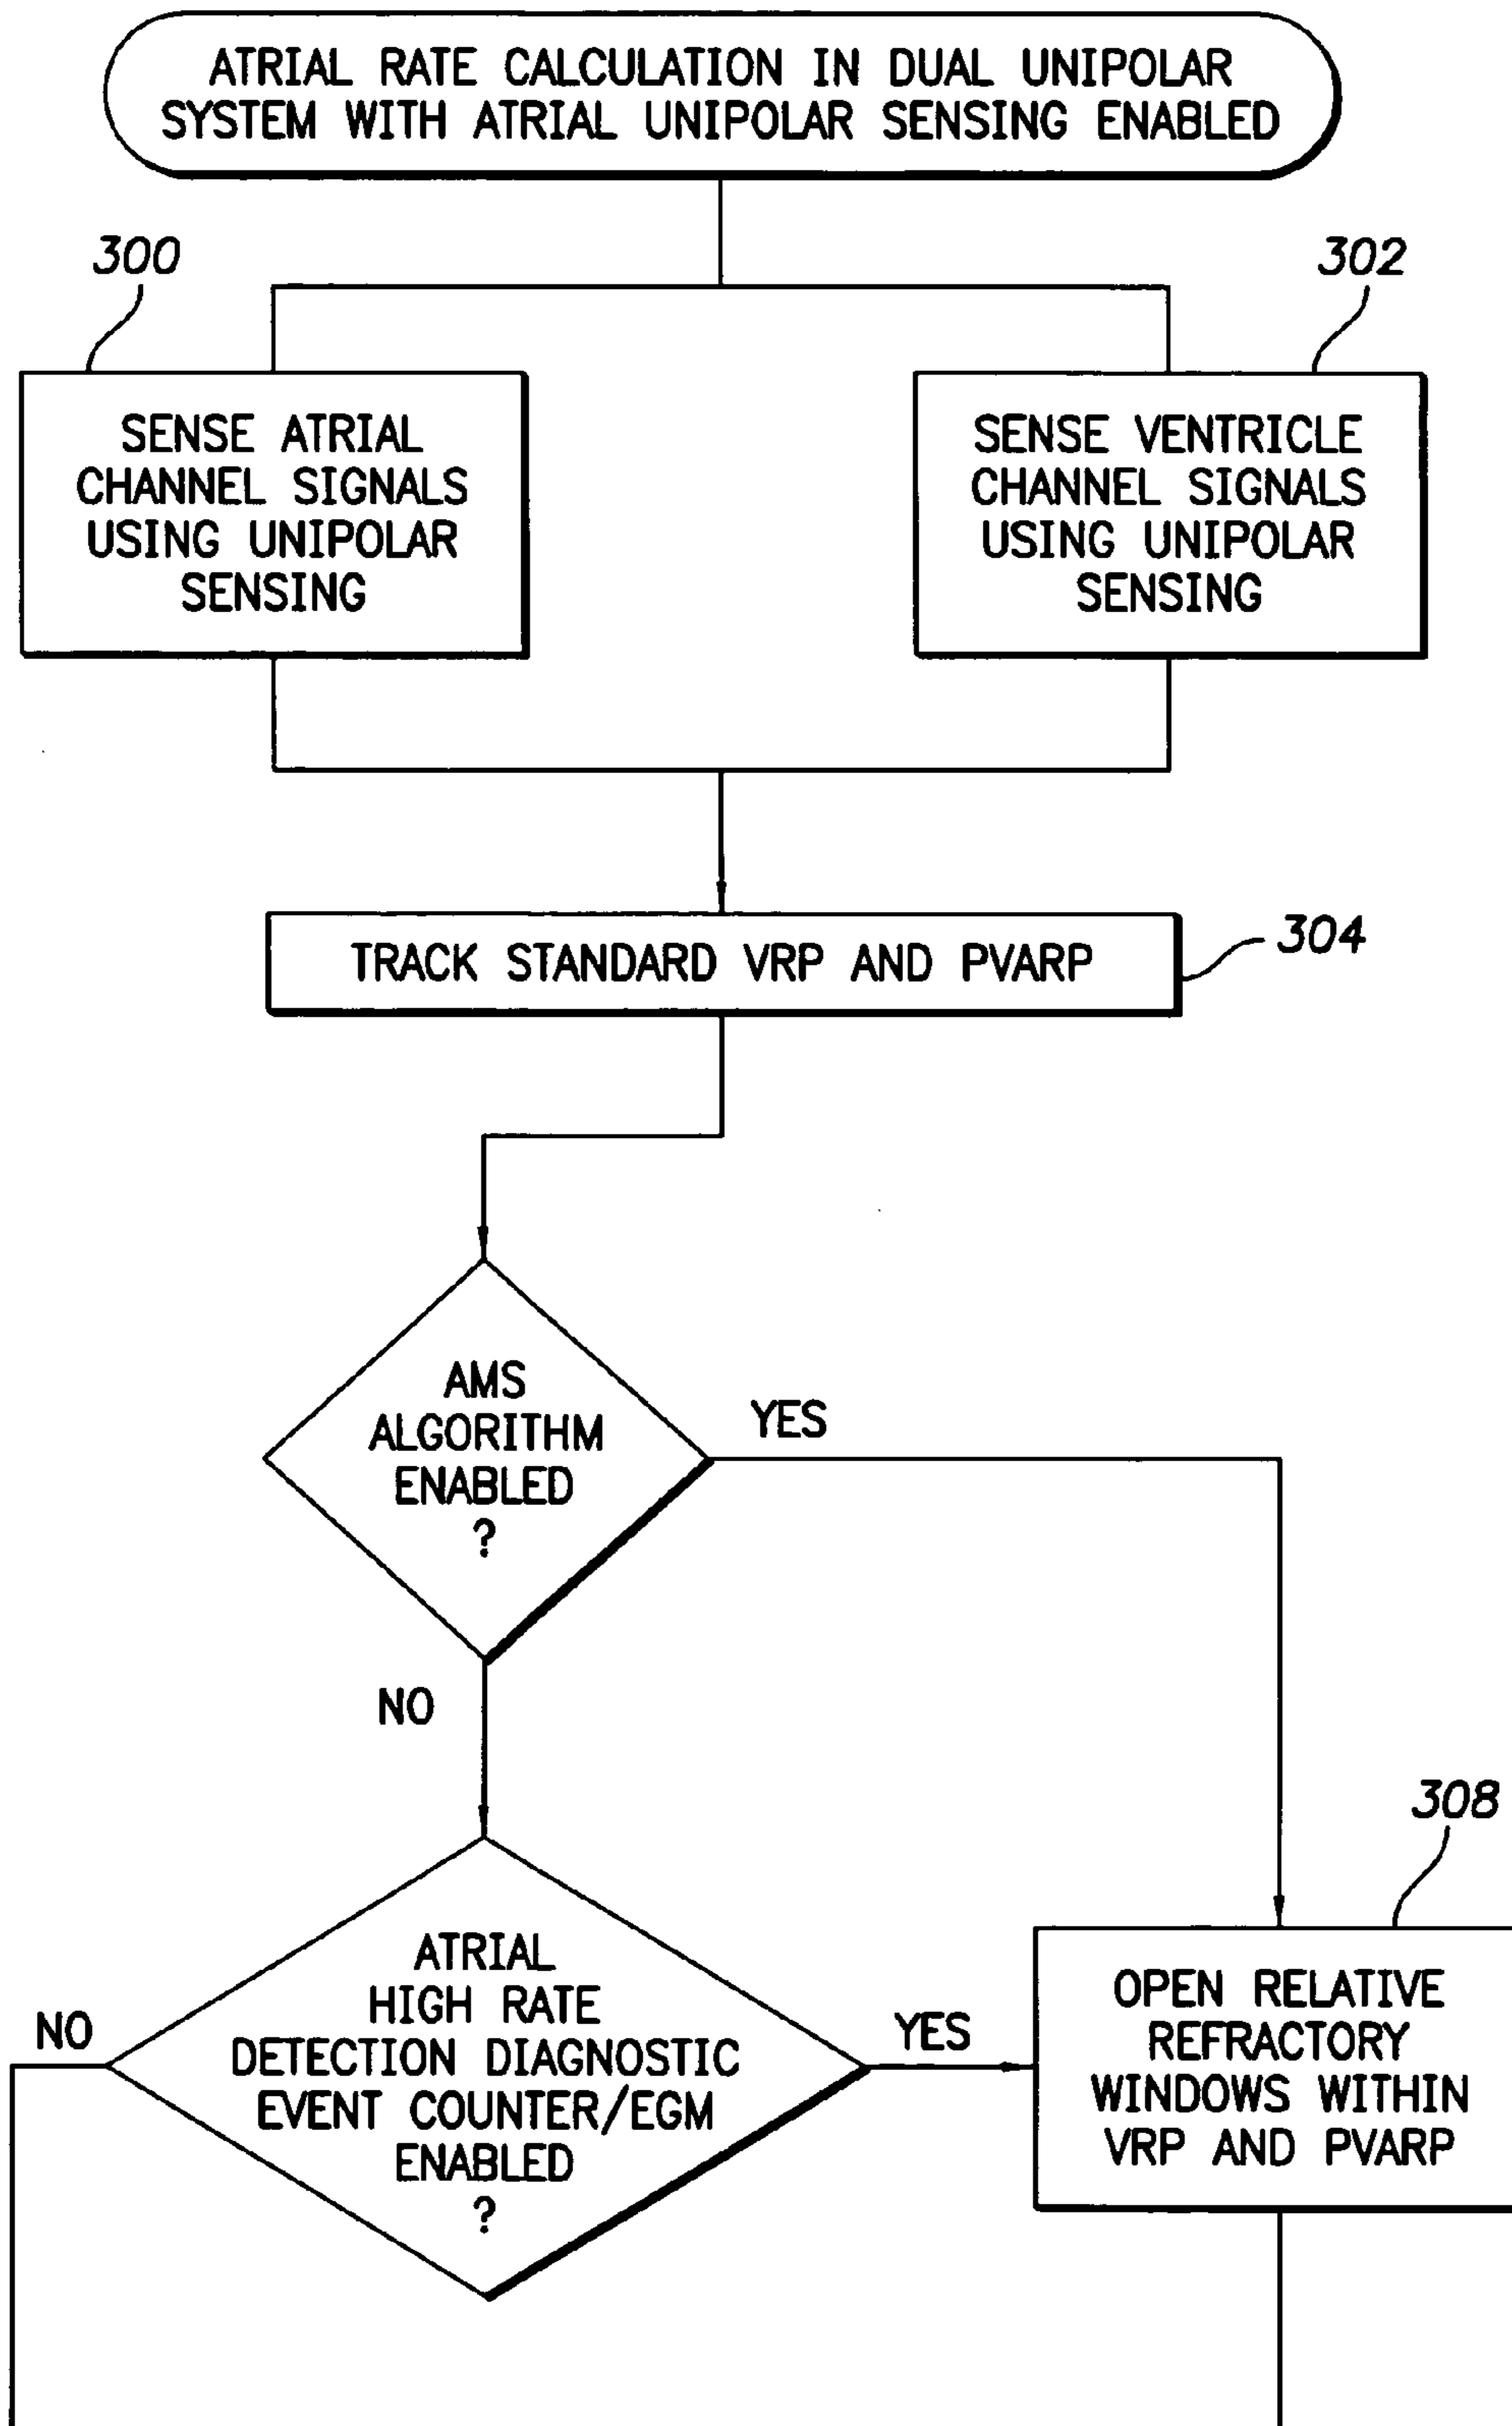 ATRIAL RATE CALCULATION IN DUAL UNIPOLAR
SYSTEM WITH ATRIAL UNIPOLAR SENSING ENABLED
300
302
SENSE ATRIAL
CHANNEL SIGNALS
USING UNIPOLAR
SENSING
SENSE VENTRICLE
CHANNEL SIGNALS
USING UNIPOLAR
SENSING
TRACK STANDARD VRP AND PVARP
304
AMS
ALGORITHM
ENABLED
?
YES
NO
308
ATRIAL
HIGH RATE
DETECTION DIAGNOSTIC
EVENT COUNTER/EGM
ENABLED
?
NO
YES
OPEN RELATIVE
REFRACTORY
WINDOWS WITHIN
VRP AND PVARP